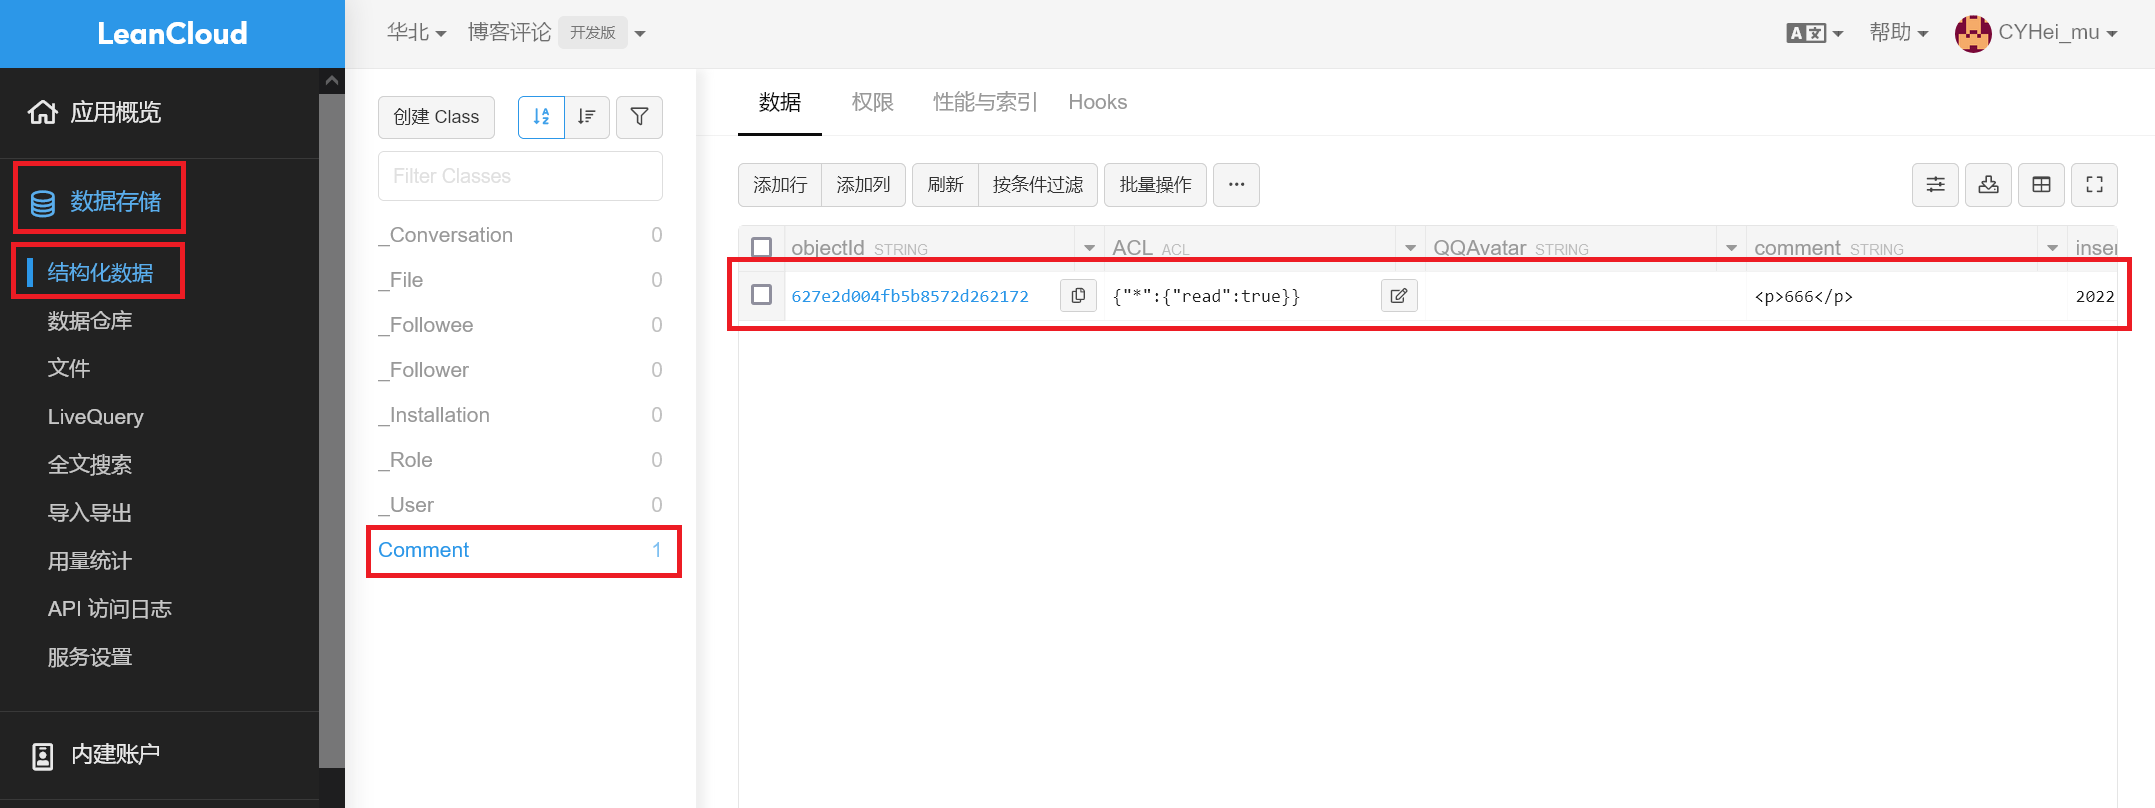 LeanCloud
华北
博客评论 开发版
帮助
CYHei_mu
应用概览
数据存储
结构化数据
数据仓库
文件
LiveQuery
全文搜索
导入导出
用量统计
API 访问日志
服务设置
内建账户
创建 Class
Filter Classes
_Conversation 0
_File 0
_Followee 0
_Follower 0
_Installation 0
_Role 0
_User 0
Comment 1
数据 权限 性能与索引 Hooks
添加行 添加列 刷新 按条件过滤 批量操作 ···
objectId STRING ACL ACL QQAvatar STRING comment STRING inser
627e2d004fb5b8572d262172 {"*":{"read":true}} <p>666</p> 2022